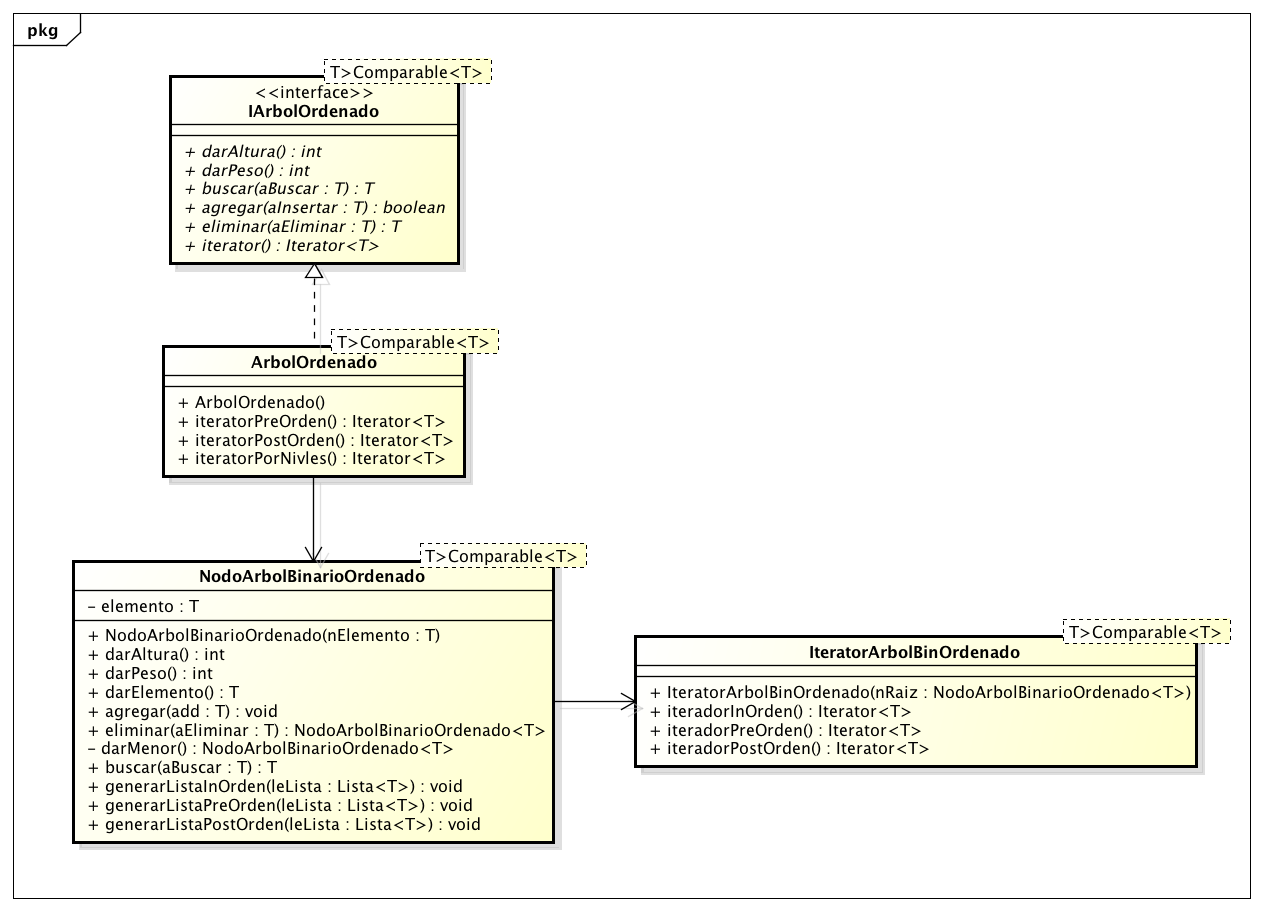 pkg
T>Comparable<T>
<<interface>>
IArbolOrdenado
+ darAltura() : int
+ darPeso() : int
+ buscar(aBuscar : T) : T
+ agregar(aInsertar : T) : boolean
+ eliminar(aEliminar : T) : T
+ iterator() : Iterator<T>
T>Comparable<T>
ArbolOrdenado
+ ArbolOrdenado()
+ iteratorPreOrden() : Iterator<T>
+ iteratorPostOrden() : Iterator<T>
+ iteratorPorNivles() : Iterator<T>
T>Comparable<T>
NodoArbolBinarioOrdenado
- elemento : T
+ NodoArbolBinarioOrdenado(nElemento : T)
+ darAltura() : int
+ darPeso() : int
+ darElemento() : T
+ agregar(add : T) : void
+ eliminar(aEliminar : T) : NodoArbolBinarioOrdenado<T>
- darMenor() : NodoArbolBinarioOrdenado<T>
+ buscar(aBuscar : T) : T
+ generarListaInOrden(leLista : Lista<T>) : void
+ generarListaPreOrden(leLista : Lista<T>) : void
+ generarListaPostOrden(leLista : Lista<T>) : void
T>Comparable<T>
IteratorArbolBinOrdenado
+ IteratorArbolBinOrdenado(nRaiz : NodoArbolBinarioOrdenado<T>)
+ iteradorInOrden() : Iterator<T>
+ iteradorPreOrden() : Iterator<T>
+ iteradorPostOrden() : Iterator<T>